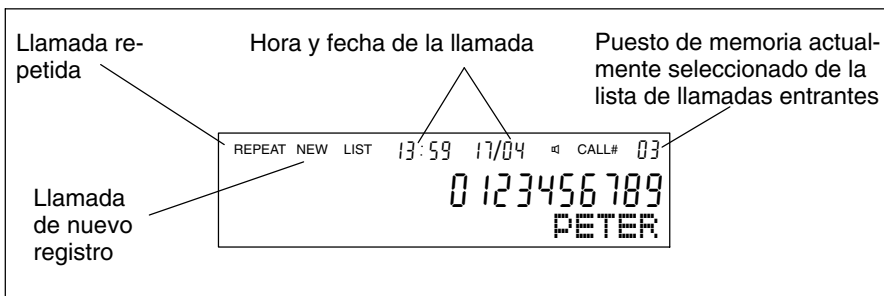 Llamada re-
petida
Hora y fecha de la llamada
Puesto de memoria actual-
mente seleccionado de la
lista de llamadas entrantes
REPEAT NEW LIST 13:59 17/04 CALL# 03
0123456789
PETER
Llamada
de nuevo
registro